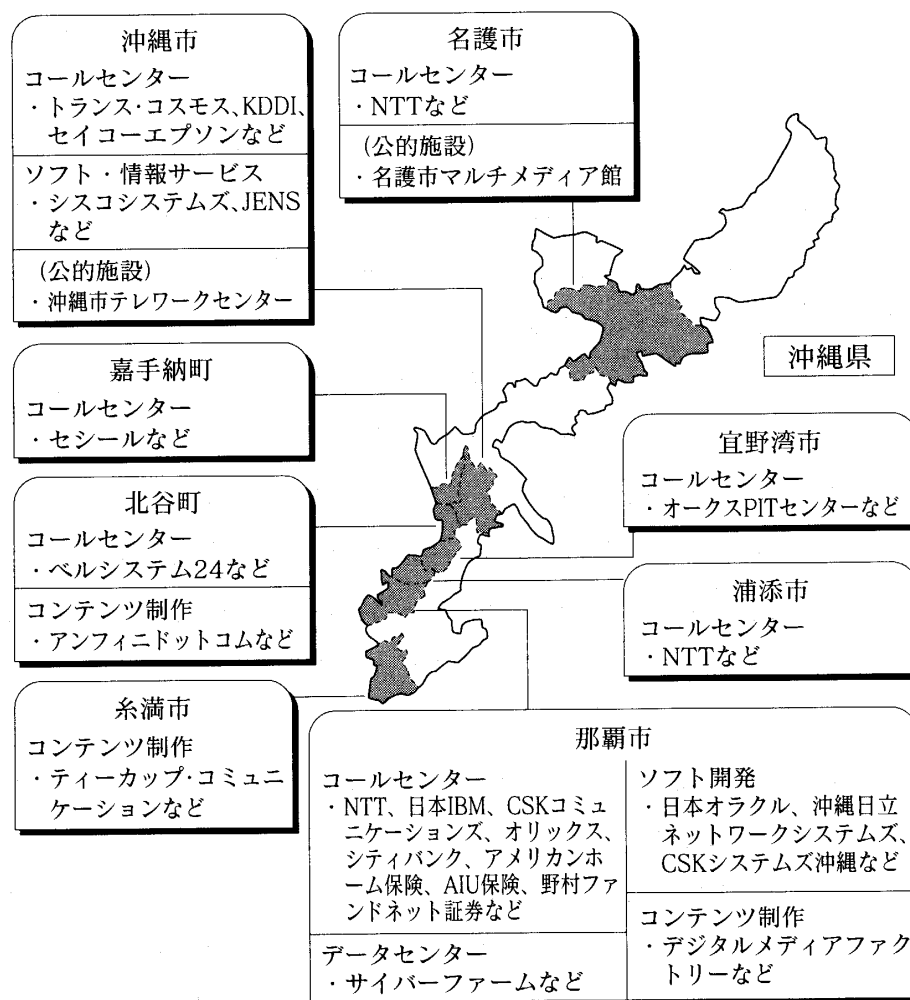 沖縄市
コールセンター
・トランス・コスモス、KDDI、
セイコーエプソンなど
ソフト・情報サービス
・シスコシステムズ、JENS
など
(公的施設)
・沖縄市テレワークセンター
名護市
コールセンター
・NTTなど
(公的施設)
・名護市マルチメディア館
沖縄県
嘉手納町
コールセンター
・セシールなど
北谷町
コールセンター
・ベルシステム24など
コンテンツ制作
・アンフィニドットコムなど
糸満市
コンテンツ制作
・ティーカップ・コミュニ
ケーションなど
宜野湾市
コールセンター
・オークスPITセンターなど
浦添市
コールセンター
・NTTなど
那覇市
コールセンター
・NTT、日本IBM、CSKコミュ
ニケーションズ、オリックス、
シティバンク、アメリカンホ
ーム保険、AIU保険、野村ファ
ンドネット証券など
データセンター
・サイバーファームなど
ソフト開発
・日本オラクル、沖縄日立
ネットワークシステムズ、
CSKシステムズ沖縄など
コンテンツ制作
・デジタルメディアファク
トリーなど